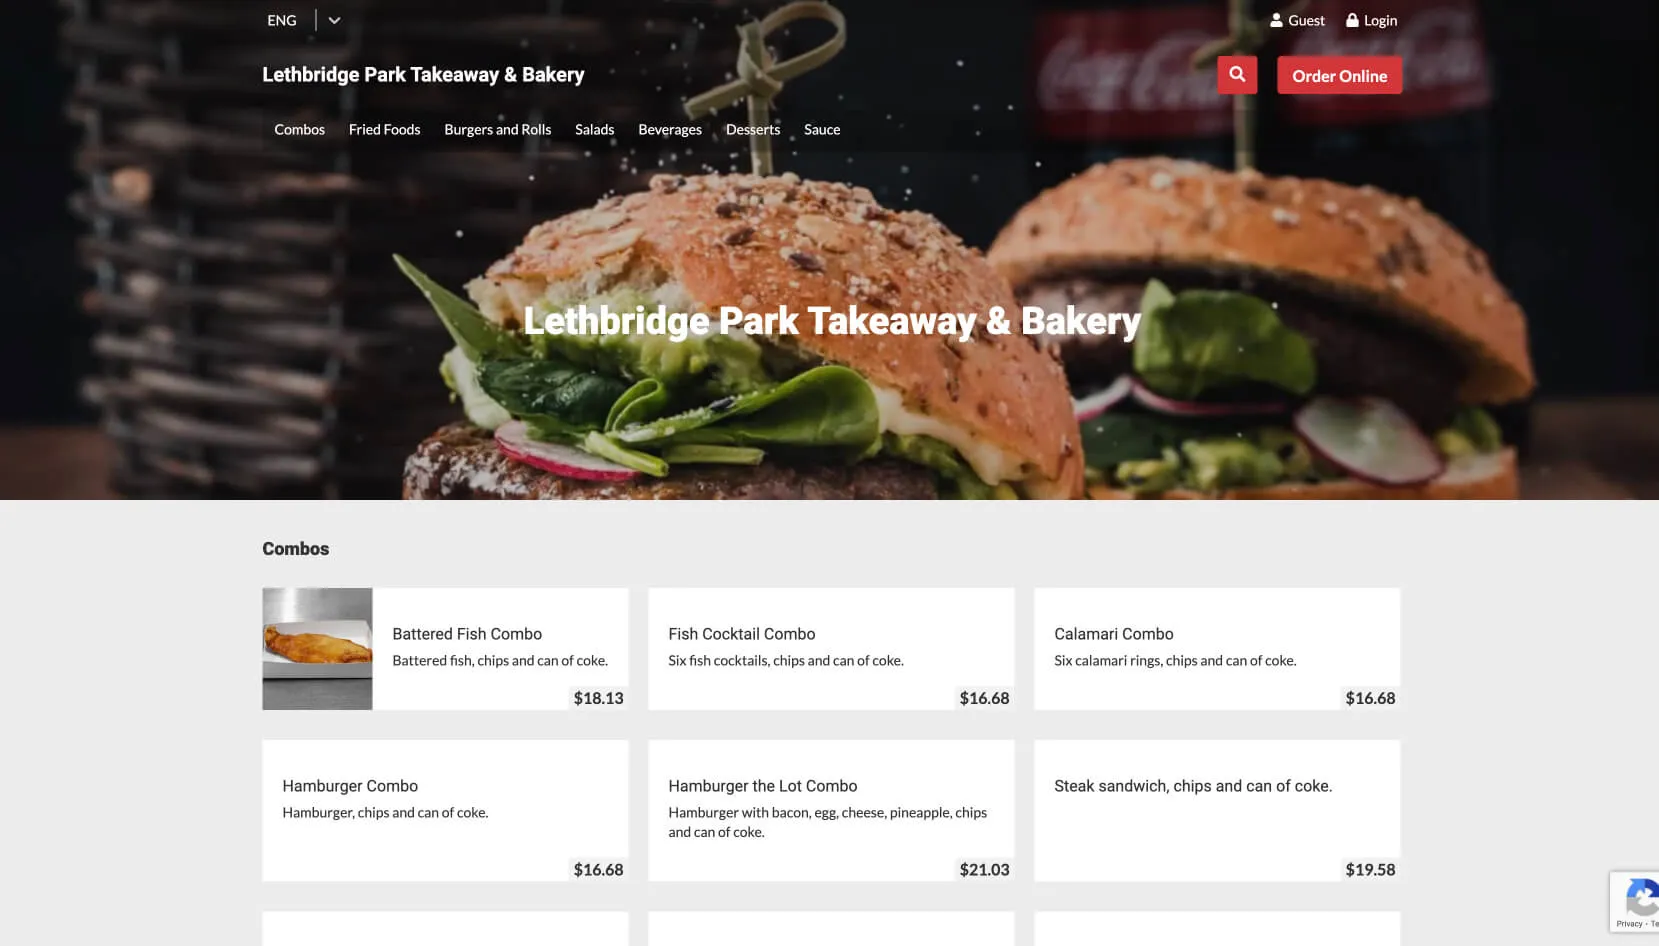 ENG
Guest
Login
Lethbridge Park Takeaway & Bakery
Order Online
Combos
Fried Foods
Burgers and Rolls
Salads
Beverages
Desserts
Sauce
Coca-Cola
Lethbridge Park Takeaway & Bakery
Combos
Battered Fish Combo
Battered fish, chips and can of coke.
$18.13
Fish Cocktail Combo
Six fish cocktails, chips and can of coke.
$16.68
Calamari Combo
Six calamari rings, chips and can of coke.
$16.68
Hamburger Combo
Hamburger, chips and can of coke.
$16.68
Hamburger the Lot Combo
Hamburger with bacon, egg, cheese, pineapple, chips
and can of coke.
$21.03
Steak sandwich, chips and can of coke.
$19.58
Privacy - Te